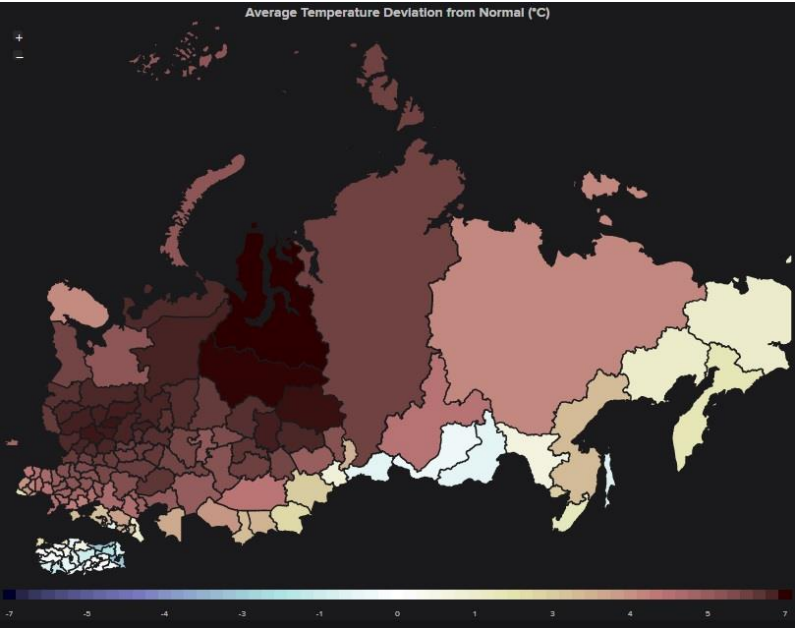 Average Temperature Deviation from Normal (°C)
+
−
-7 -5 -4 -3 -1 0 1 3 4 5 7